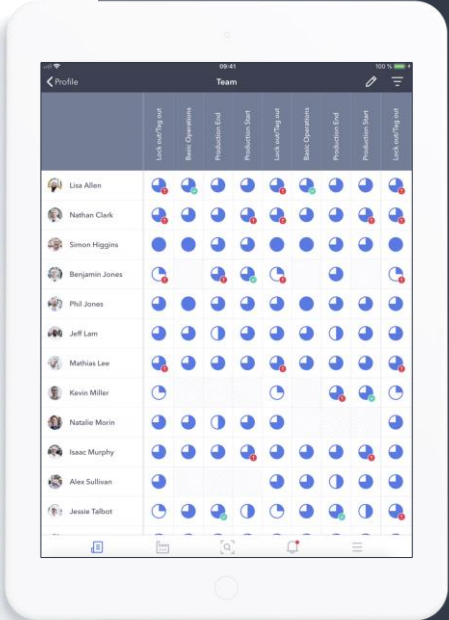 09:41
100 %
Profile
Team
Lock out/Tag out
Basic Operations
Production End
Production Start
Lock out/Tag out
Basic Operations
Production End
Production Start
Lock out/Tag out
Lisa Allen
Nathan Clark
Simon Higgins
Benjamin Jones
Phil Jones
Jeff Lam
Mathias Lee
Kevin Miller
Natalie Morin
Isaac Murphy
Alex Sullivan
Jessie Talbot